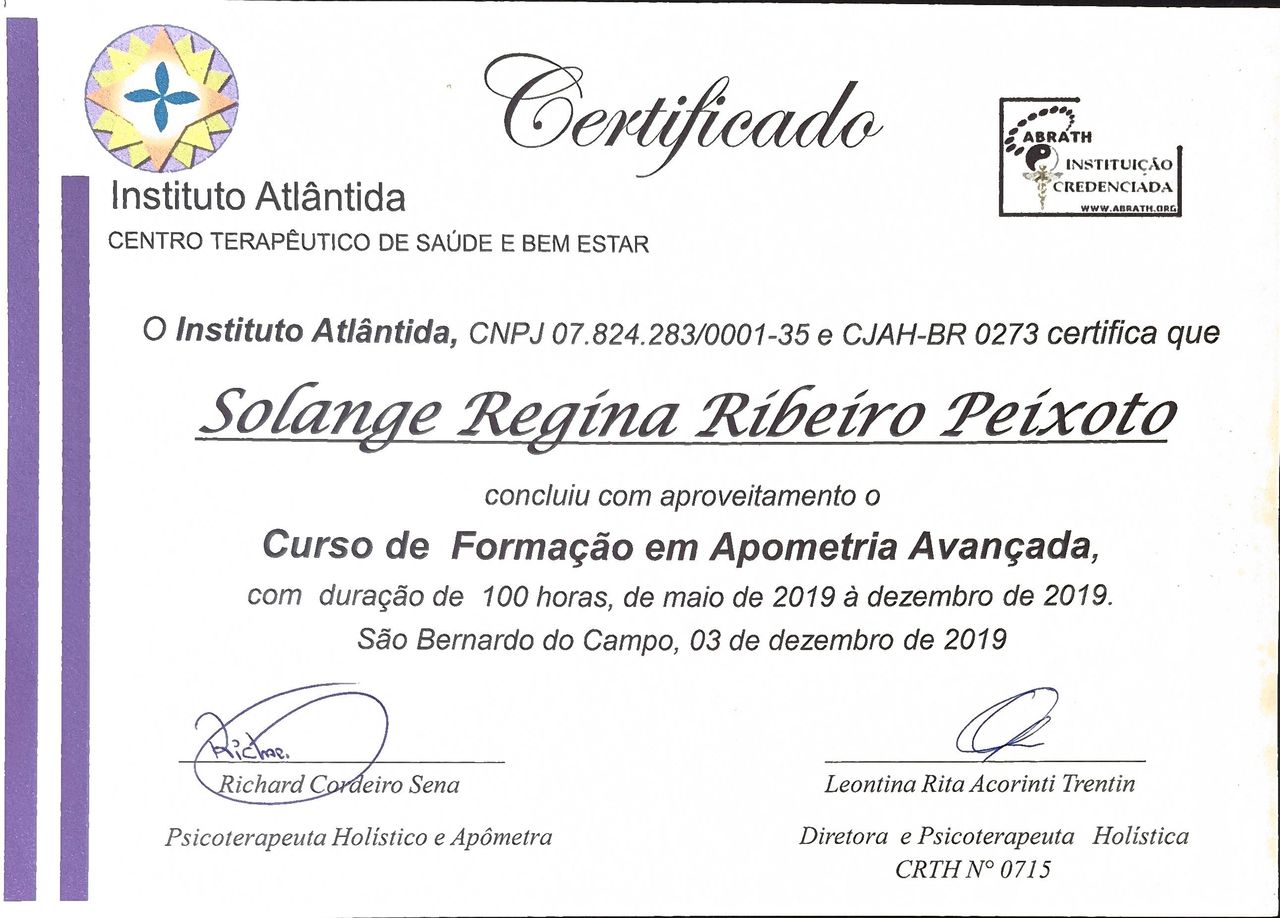 Certificado
ABRATH
INSTITUIÇÃO
CREDENCIADA
WWW.ABRATH.ORG
Instituto Atlântida
CENTRO TERAPÊUTICO DE SAÚDE E BEM ESTAR
O Instituto Atlântida, CNPJ 07.824.283/0001-35 e CJAH-BR 0273 certifica que
Solange Regina Ribeiro Peixoto
concluiu com aproveitamento o
Curso de Formação em Apometria Avançada,
com duração de 100 horas, de maio de 2019 à dezembro de 2019.
São Bernardo do Campo, 03 de dezembro de 2019
Richard Cordeiro Sena
Psicoterapeuta Holístico e Apômetra
Leontina Rita Acorinti Trentin
Diretora e Psicoterapeuta Holística
CRTH Nº 0715